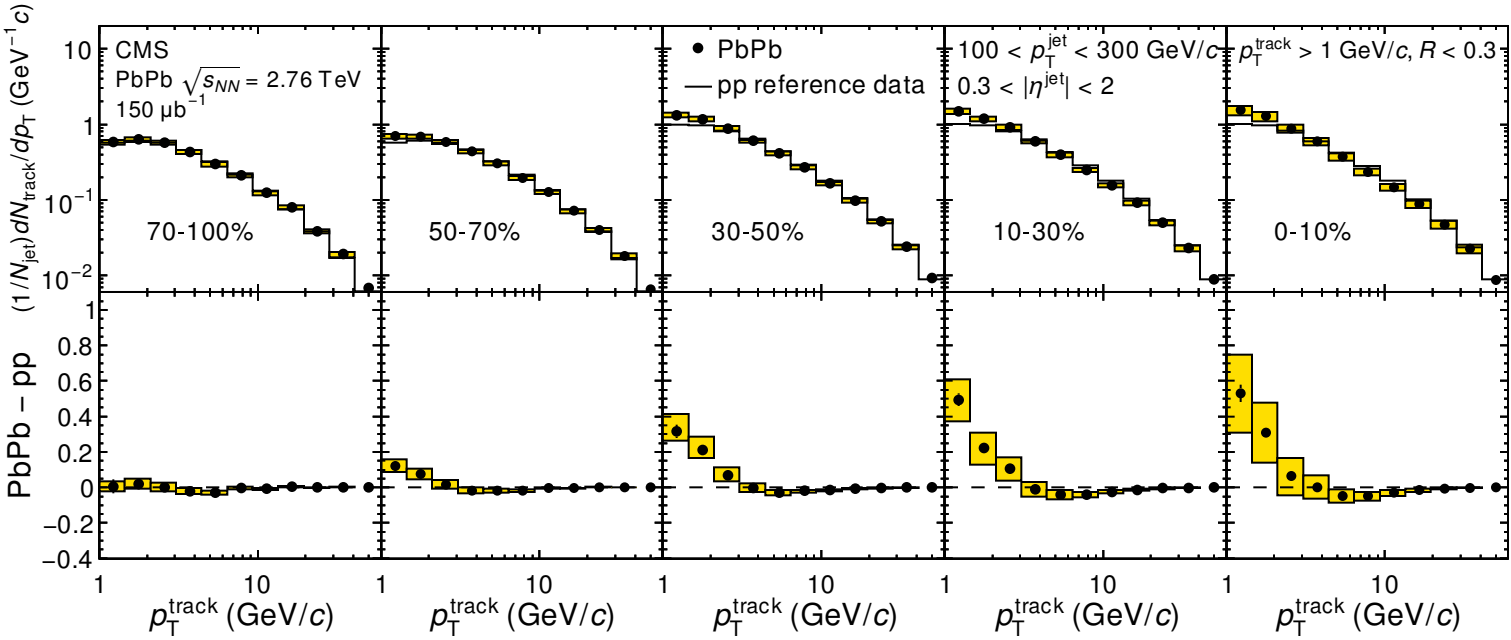 (1/N_jet) dN_track/dp_T (GeV⁻¹c)
10
1
10⁻¹
10⁻²
CMS
PbPb √s_NN = 2.76 TeV
150 μb⁻¹
70-100%
50-70%
PbPb
pp reference data
30-50%
100 < p_T^jet < 300 GeV/c
0.3 < |η^jet| < 2
10-30%
p_T^track > 1 GeV/c, R < 0.3
0-10%
PbPb − pp
0.8
0.6
0.4
0.2
0
−0.2
−0.4
1 10 1 10 1 10 1 10 1 10
p_T^track (GeV/c) p_T^track (GeV/c) p_T^track (GeV/c) p_T^track (GeV/c) p_T^track (GeV/c)